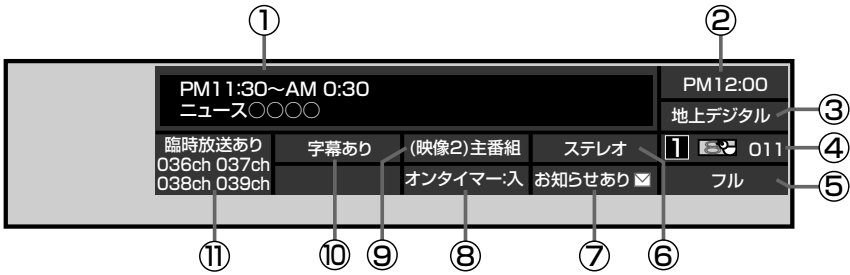 ① ②
PM11:30～AM 0:30
ニュース○○○○
PM12:00
地上デジタル ③
臨時放送あり
036ch 037ch
038ch 039ch
字幕あり
(映像2)主番組
ステレオ
1 011 ④
オンタイマー:入
お知らせあり
フル ⑤
⑪ ⑩ ⑨ ⑧ ⑦ ⑥